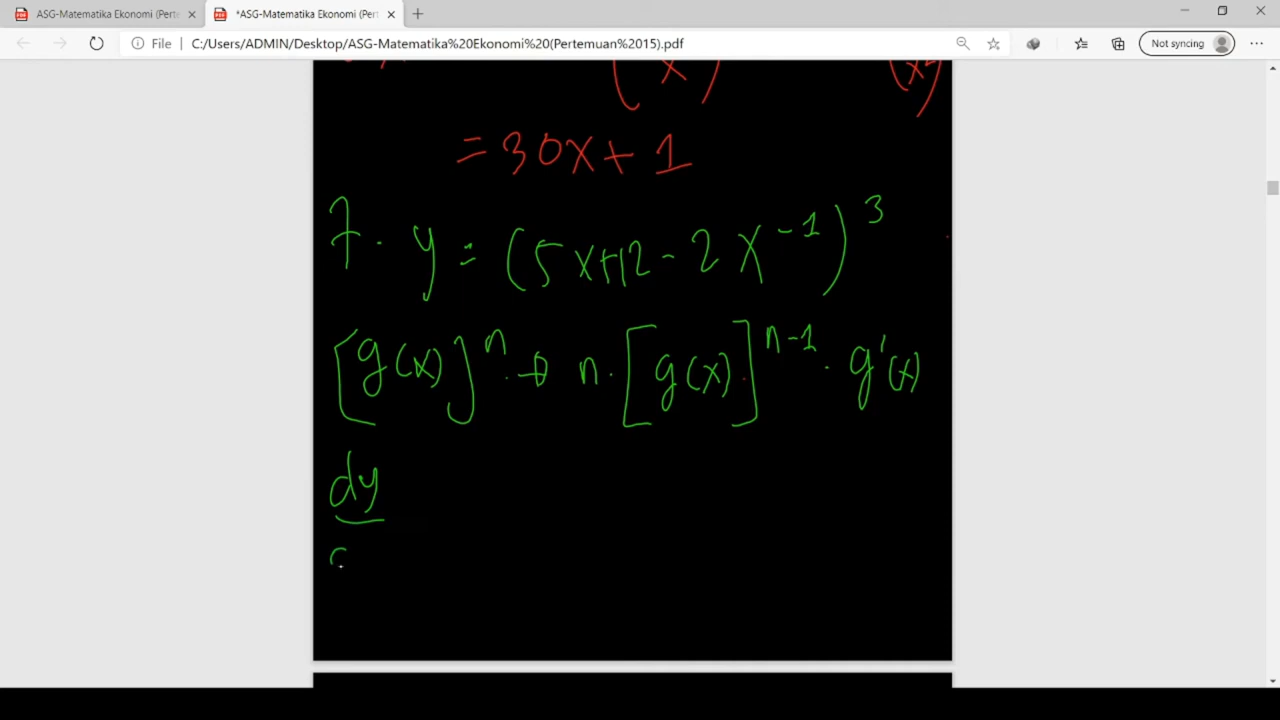 ASG-Matematika Ekonomi (Perte
*ASG-Matematika Ekonomi (Pert
File | C:/Users/ADMIN/Desktop/ASG-Matematika%20Ekonomi%20(Pertemuan%2015).pdf
Not syncing
= 30x + 1
7. y = (5x+12 - 2x⁻¹)³
[g(x)]ⁿ → n · [g(x)]ⁿ⁻¹ · g'(x)
dy